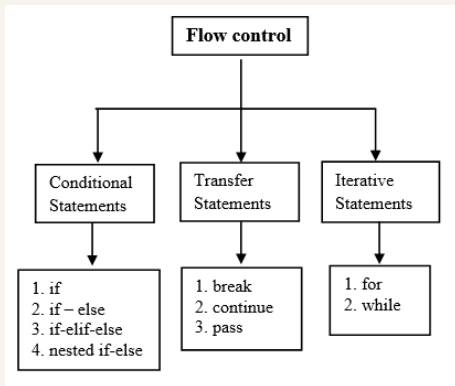 Flow control
Conditional
Statements
Transfer
Statements
Iterative
Statements
1. if
2. if – else
3. if-elif-else
4. nested if-else
1. break
2. continue
3. pass
1. for
2. while